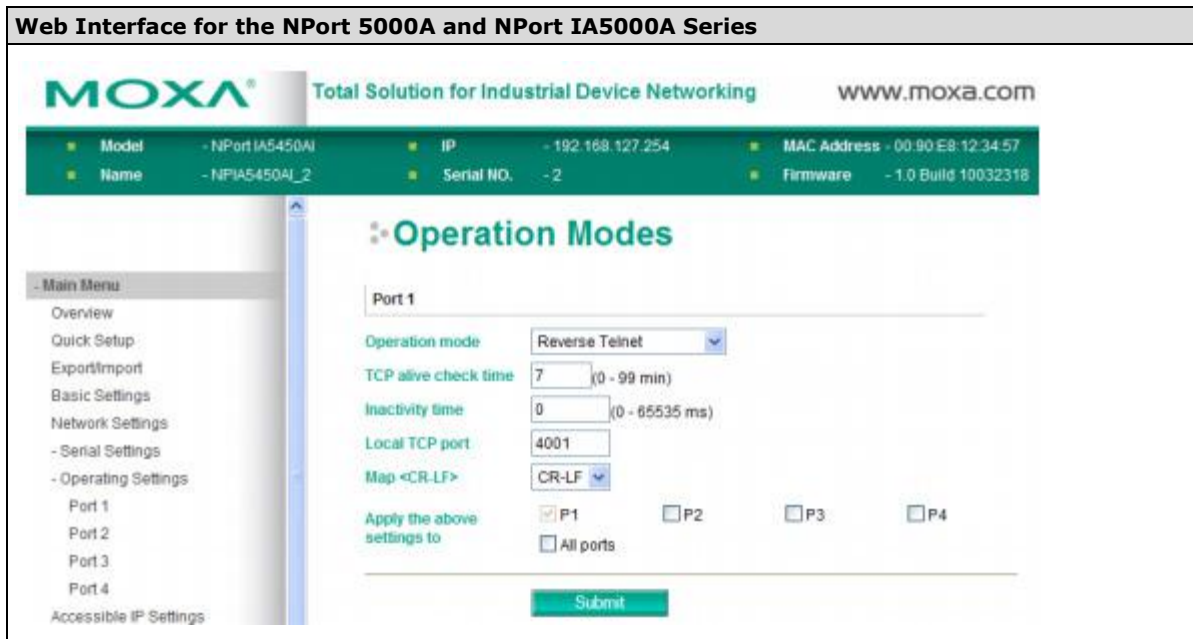 Web Interface for the NPort 5000A and NPort IA5000A Series
MOXA® Total Solution for Industrial Device Networking www.moxa.com
Model - NPort IA5450AI IP - 192.168.127.254 MAC Address - 00:90:E8:12:34:57
Name - NPIA5450AI_2 Serial NO. - 2 Firmware - 1.0 Build 10032318
Operation Modes
- Main Menu
Overview
Quick Setup
Export/Import
Basic Settings
Network Settings
- Serial Settings
- Operating Settings
Port 1
Port 2
Port 3
Port 4
Accessible IP Settings
Port 1
Operation mode Reverse Telnet
TCP alive check time 7 (0 - 99 min)
Inactivity time 0 (0 - 65535 ms)
Local TCP port 4001
Map <CR-LF> CR-LF
Apply the above settings to P1 P2 P3 P4
All ports
Submit